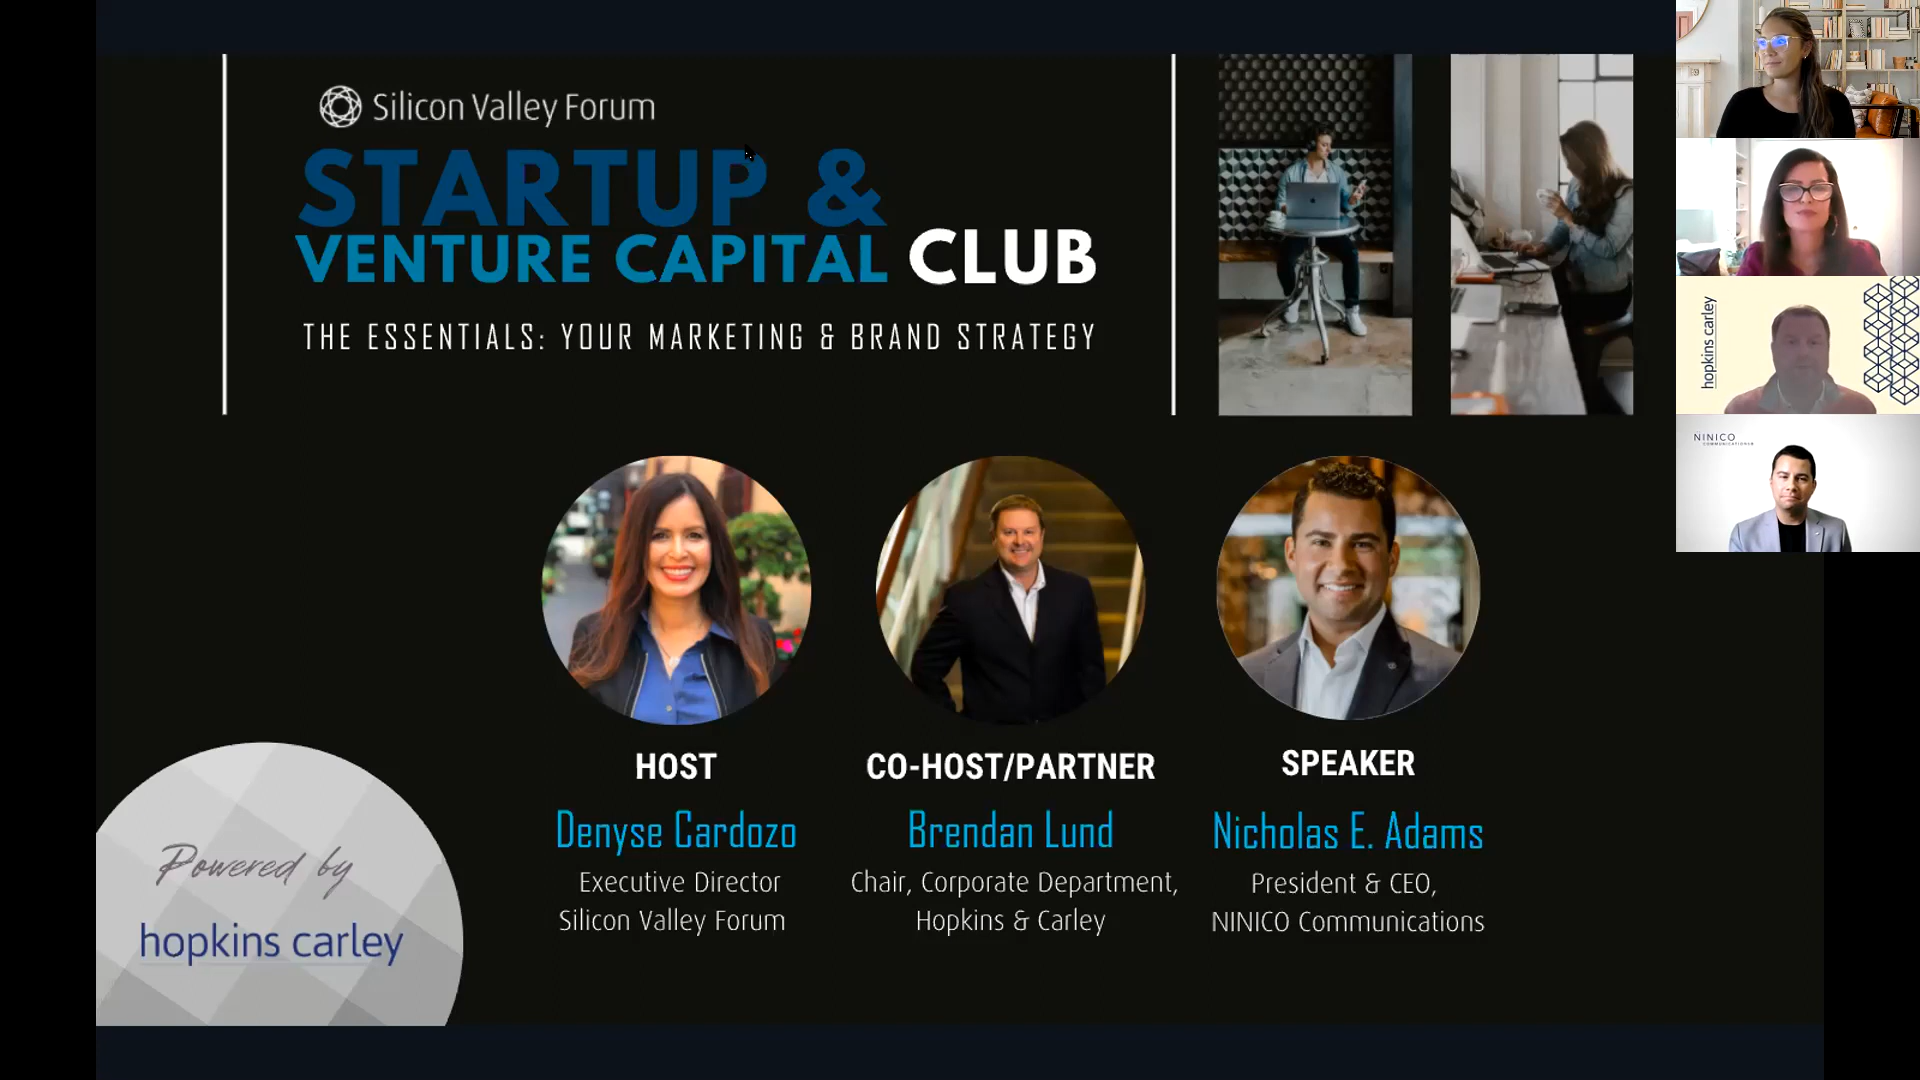 Silicon Valley Forum
STARTUP &
VENTURE CAPITAL CLUB
THE ESSENTIALS: YOUR MARKETING & BRAND STRATEGY
HOST
Denyse Cardozo
Executive Director
Silicon Valley Forum
CO-HOST/PARTNER
Brendan Lund
Chair, Corporate Department,
Hopkins & Carley
SPEAKER
Nicholas E. Adams
President & CEO,
NINICO Communications
Powered by
hopkins carley
hopkins carley
NINICO
COMMUNICATIONS